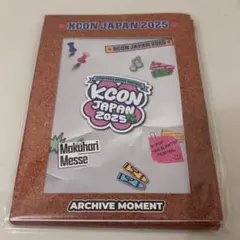 KCON JAPAN 2025
KCON JAPAN 2025
KCON
JAPAN
2025
Makuhari
Messe
ARCHIVE MOMENT